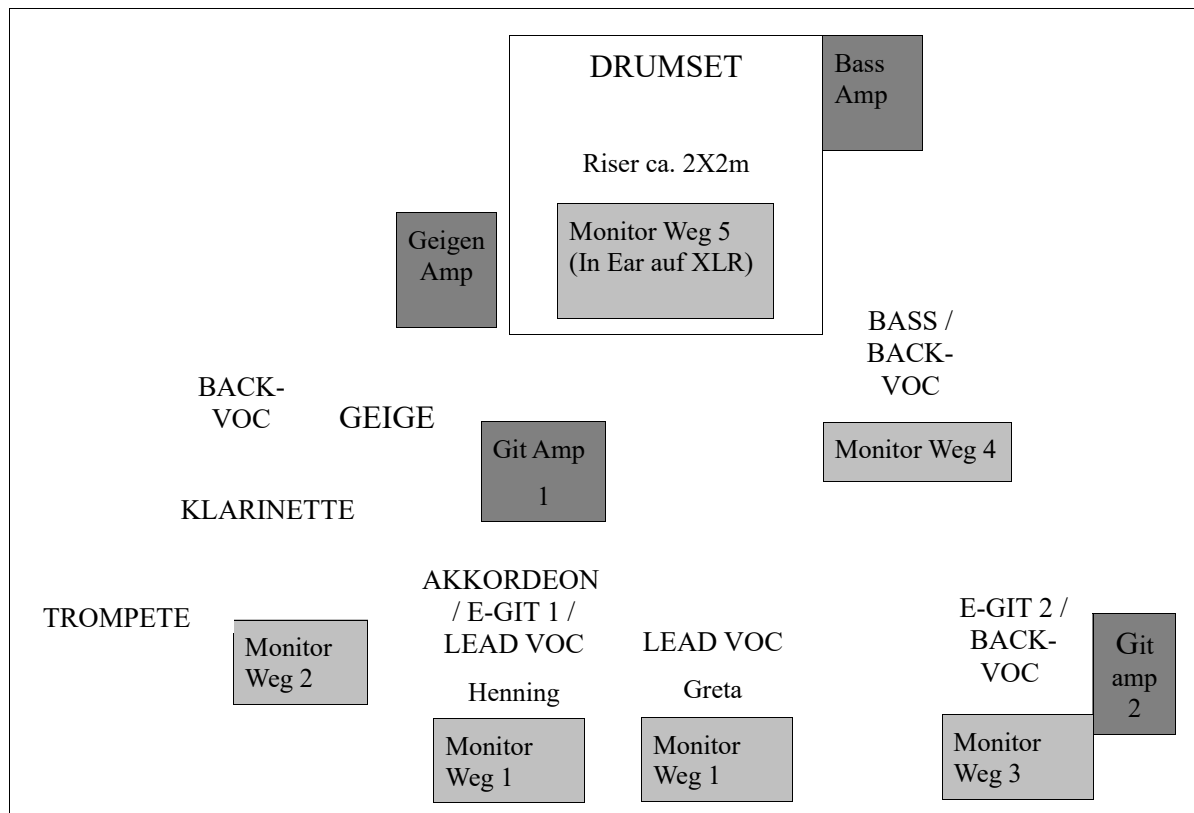 DRUMSET
Riser ca. 2X2m
Monitor Weg 5
(In Ear auf XLR)
Bass
Amp
Geigen
Amp
BASS /
BACK-
VOC
Monitor Weg 4
BACK-
VOC
GEIGE
Git Amp
1
KLARINETTE
TROMPETE
Monitor
Weg 2
AKKORDEON
/ E-GIT 1 /
LEAD VOC
Henning
Monitor
Weg 1
LEAD VOC
Greta
Monitor
Weg 1
E-GIT 2 /
BACK-
VOC
Git
amp
2
Monitor
Weg 3